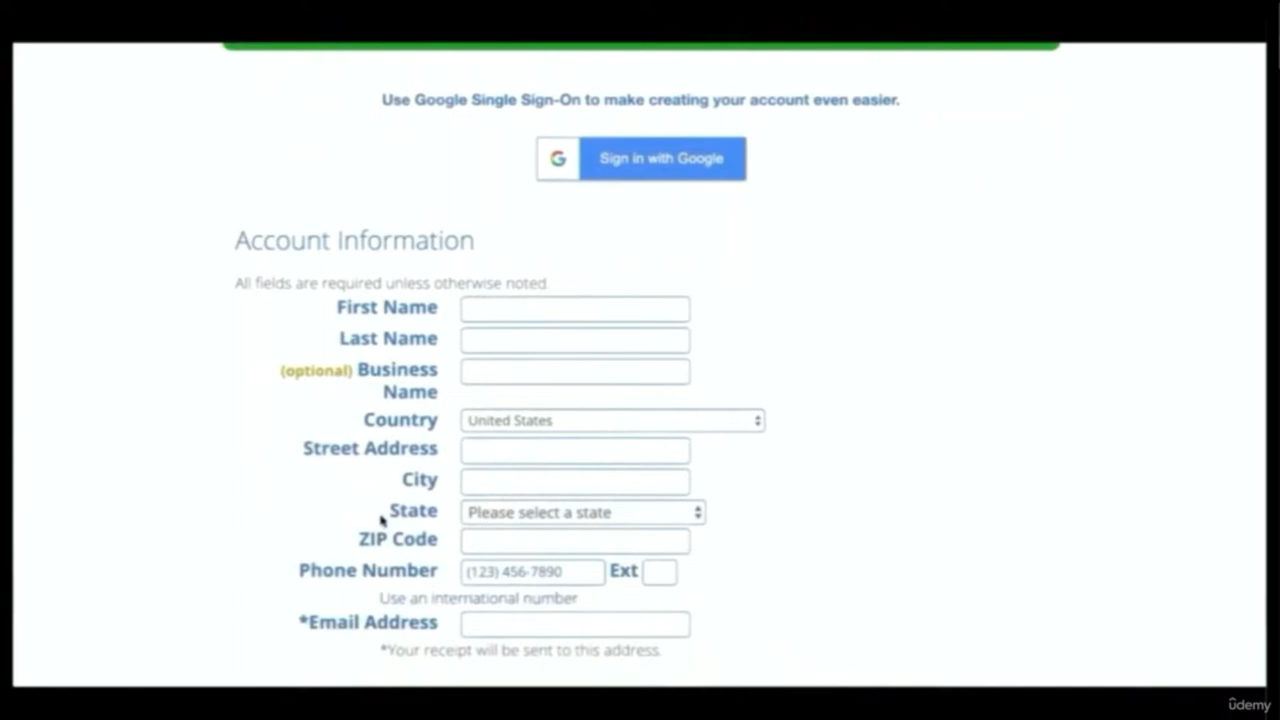 Use Google Single Sign-On to make creating your account even easier.
G Sign in with Google
Account Information
All fields are required unless otherwise noted.
First Name
Last Name
(optional) Business
Name
Country United States
Street Address
City
State Please select a state
ZIP Code
Phone Number (123) 456-7890 Ext
Use an international number
*Email Address
*Your receipt will be sent to this address.
ûdemy